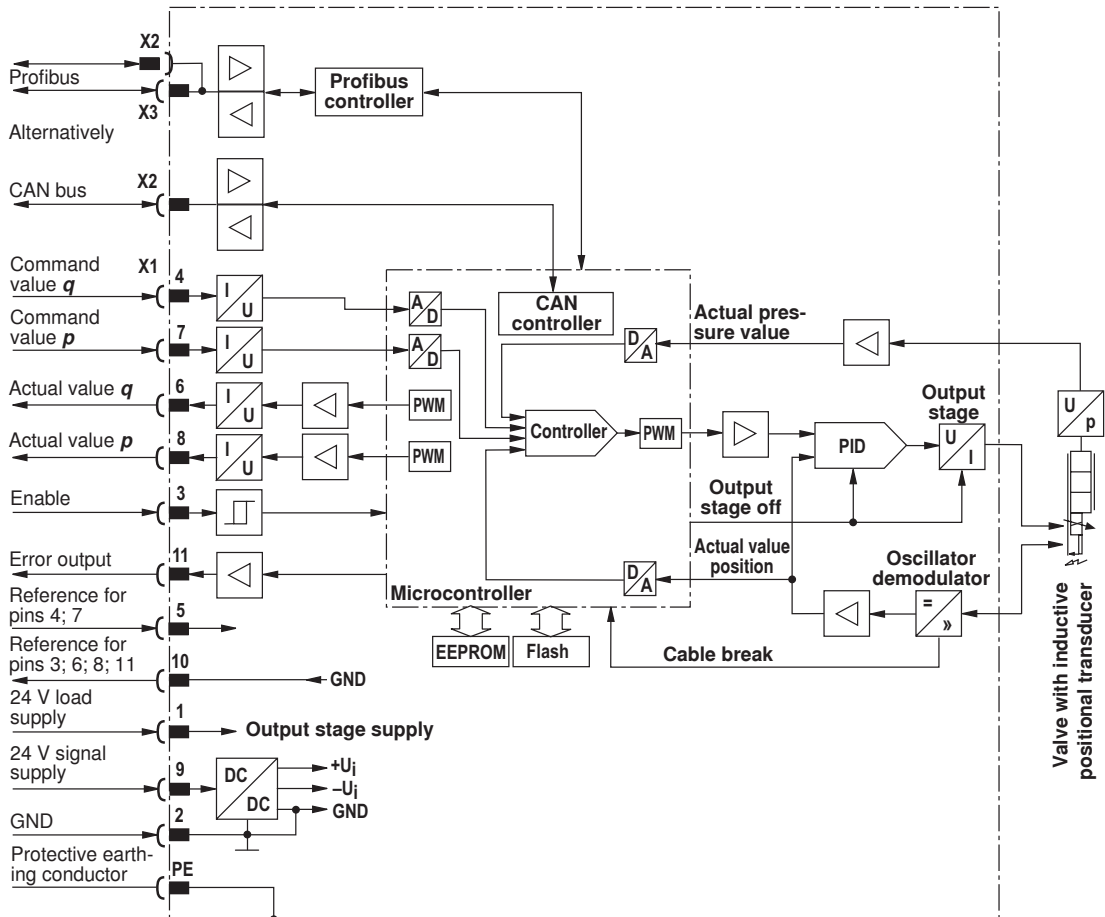 X2
Profibus
X3
Profibus
controller
Alternatively
X2
CAN bus
Command
value q
X1
4
I
U
A
D
CAN
controller
Actual pres-
sure value
D
A
Command
value p
7
I
U
A
D
Actual value q
6
I
U
PWM
Output
stage
U
p
Controller
PWM
PID
U
I
Actual value p
8
I
U
PWM
Enable
3
Output
stage off
Error output
11
Actual value
position
D
A
Oscillator
demodulator
=
»
Microcontroller
Reference for
pins 4; 7
5
EEPROM
Flash
Cable break
Reference for
pins 3; 6; 8; 11
10
GND
24 V load
supply
1
Output stage supply
24 V signal
supply
9
DC
DC
+Ui
–Ui
GND
GND
2
Protective earth-
ing conductor
PE
Valve with inductive
positional transducer